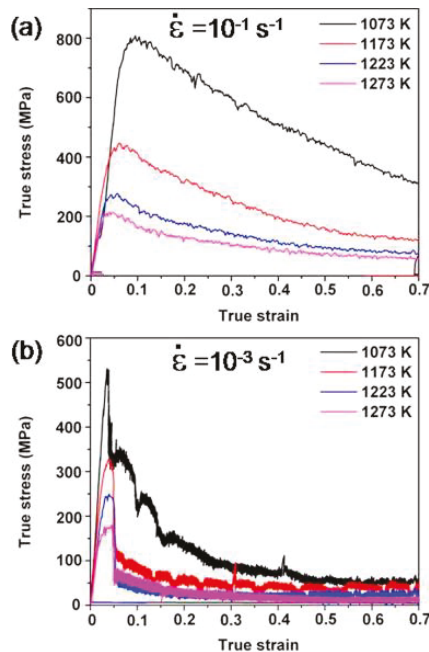 (a)
ε̇ = 10⁻¹ s⁻¹
1073 K
1173 K
1223 K
1273 K
True stress (MPa)
800
600
400
200
0
0 0.1 0.2 0.3 0.4 0.5 0.6 0.7
True strain
(b)
ε̇ =10⁻³ s⁻¹
1073 K
1173 K
1223 K
1273 K
True stress (MPa)
600
500
400
300
200
100
0
0 0.1 0.2 0.3 0.4 0.5 0.6 0.7
True strain